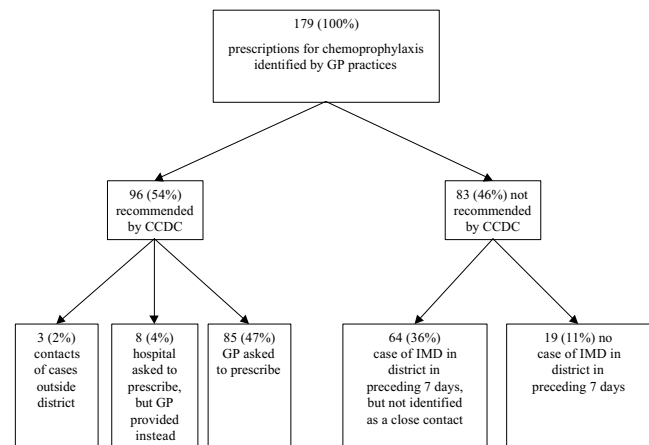 179 (100%)
prescriptions for chemoprophylaxis
identified by GP practices
96 (54%)
recommended
by CCDC
83 (46%) not
recommended
by CCDC
3 (2%)
contacts
of cases
outside
district
8 (4%)
hospital
asked to
prescribe,
but GP
provided
instead
85 (47%)
GP asked
to prescribe
64 (36%)
case of IMD in
district in
preceding 7 days,
but not identified
as a close contact
19 (11%) no
case of IMD in
district in
preceding 7 days